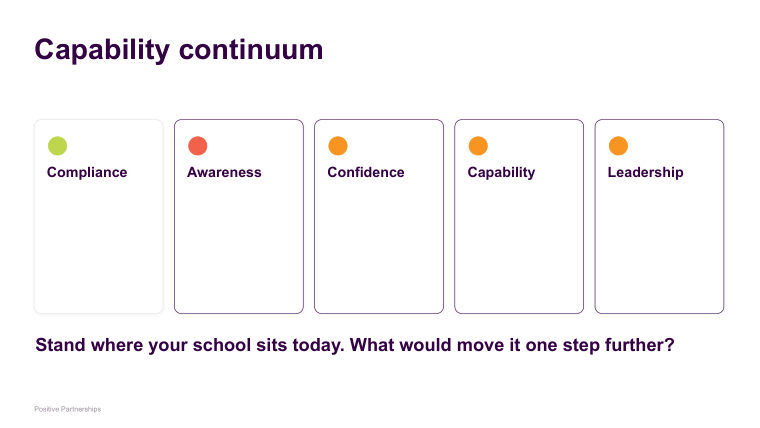 Capability continuum
Compliance
Awareness
Confidence
Capability
Leadership
Stand where your school sits today. What would move it one step further?
Positive Partnerships